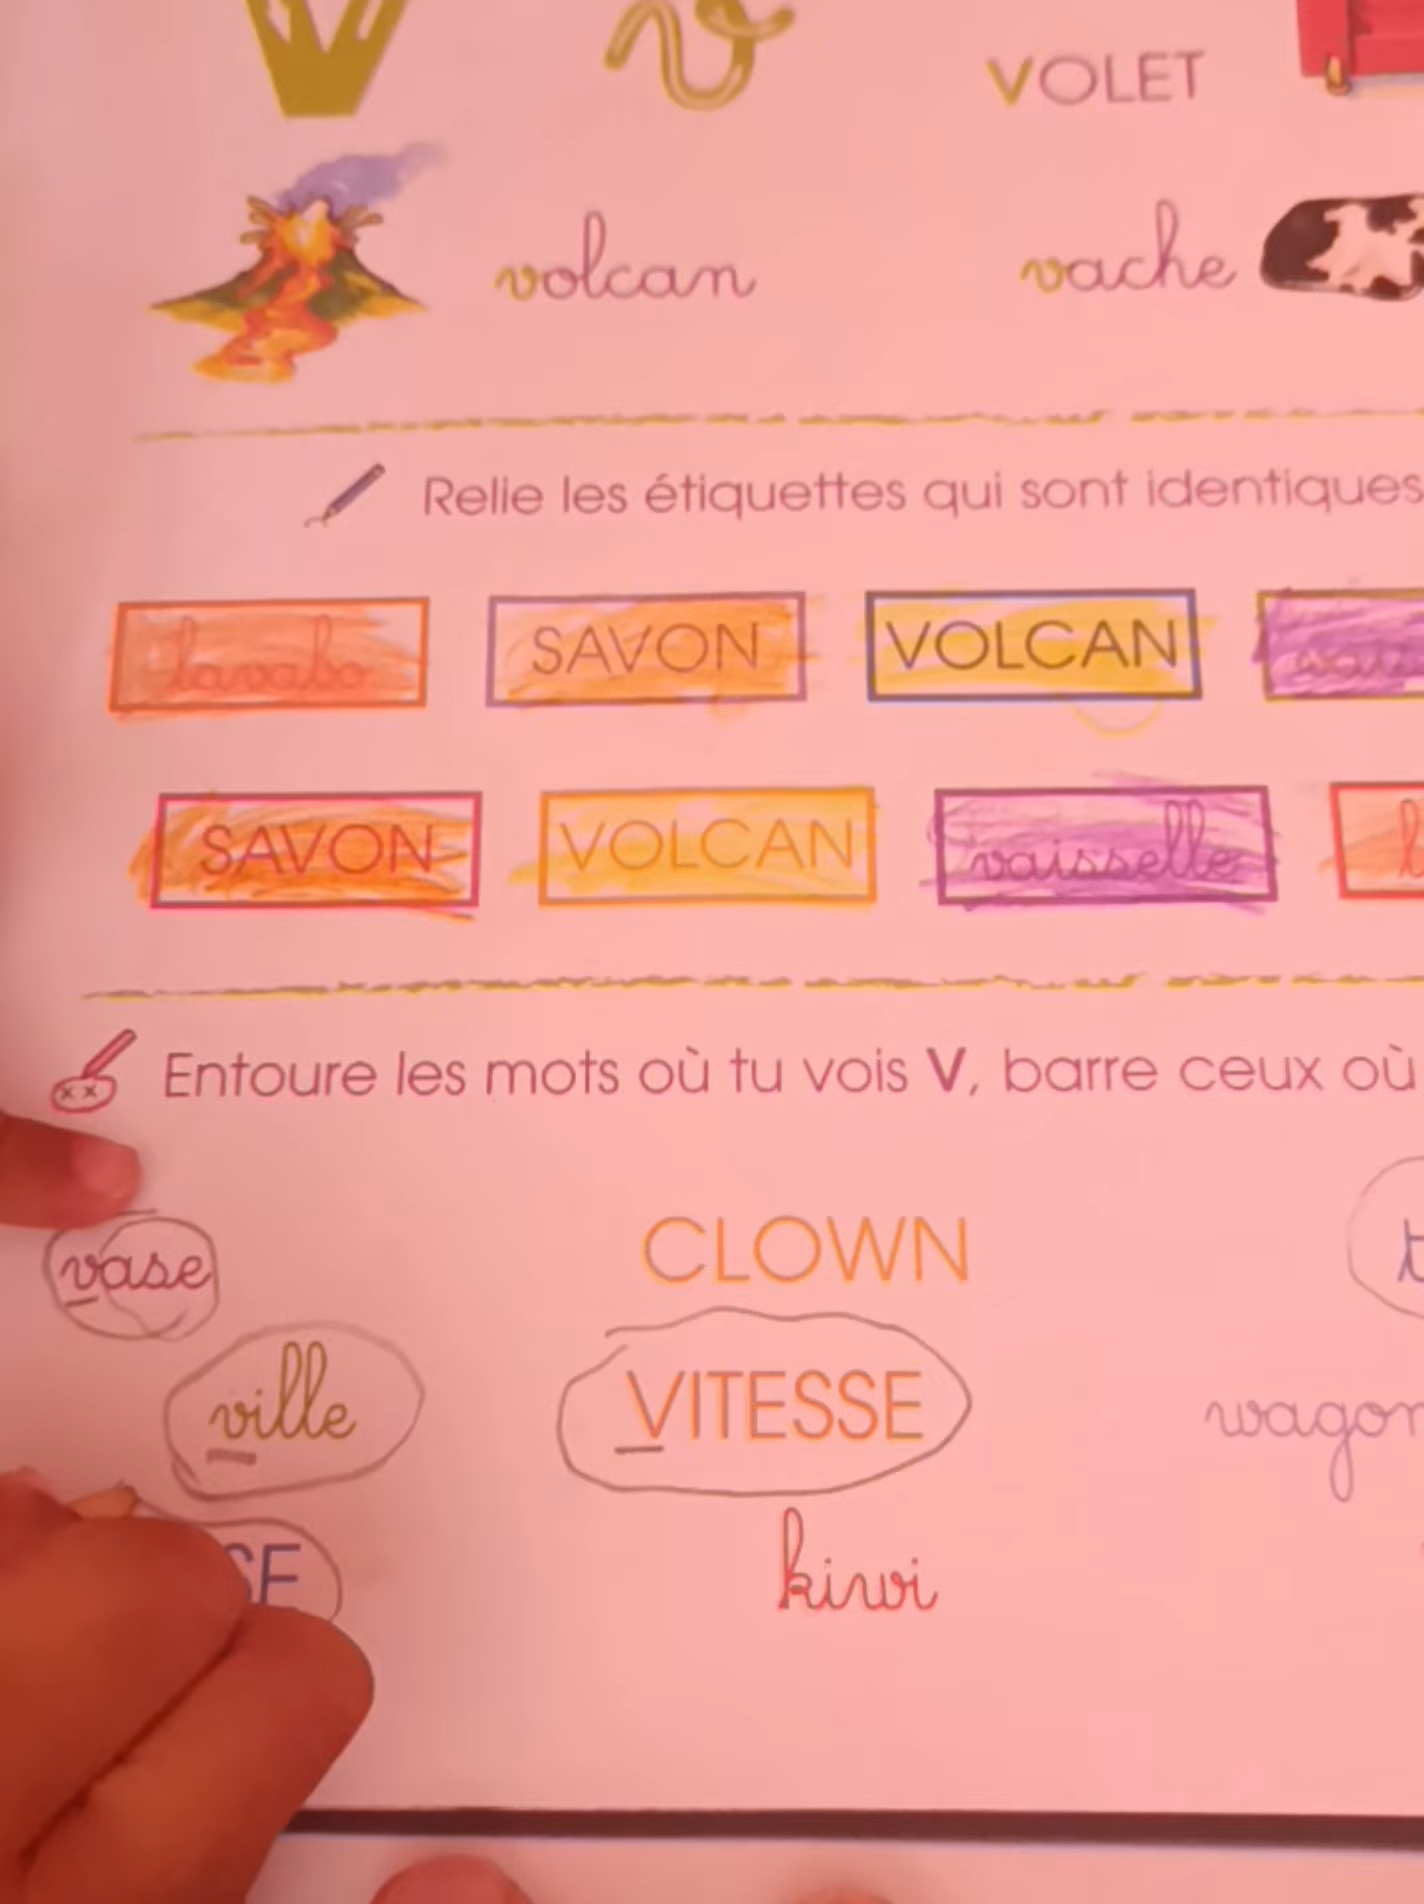 V v VOLET
volcan vache
Relie les étiquettes qui sont identiques
lavabo SAVON VOLCAN
SAVON VOLCAN vaisselle
Entoure les mots où tu vois V, barre ceux où
vase CLOWN
ville VITESSE wagon
kiwi